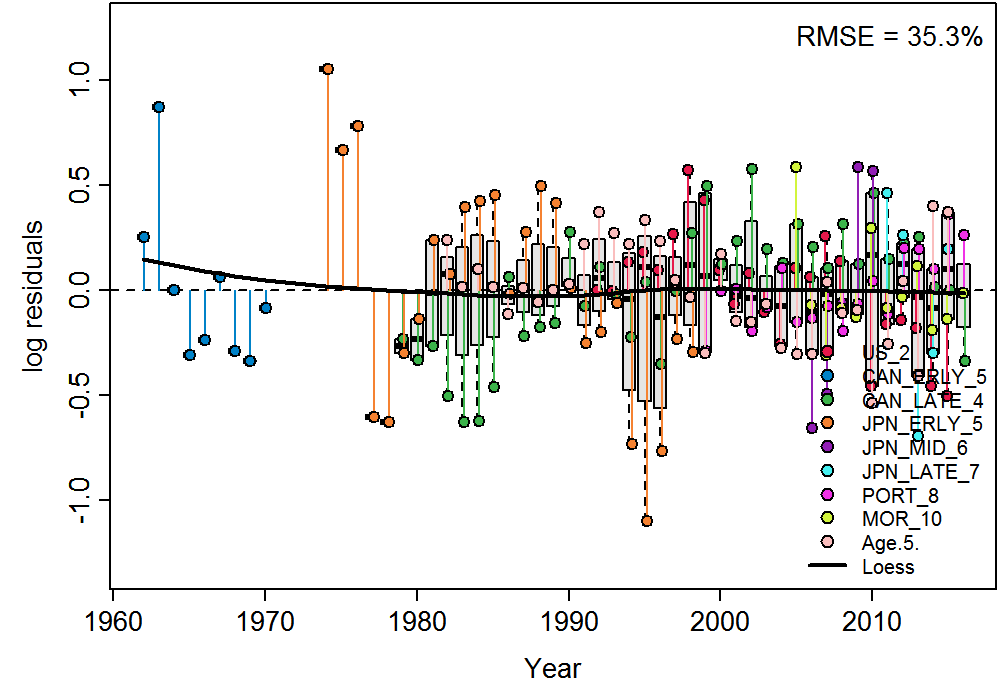 RMSE = 35.3%
log residuals
1.0
0.5
0.0
-0.5
-1.0
US_2
CAN_ERLY_5
CAN_LATE_4
JPN_ERLY_5
JPN_MID_6
JPN_LATE_7
PORT_8
MOR_10
Age.5.
Loess
1960 1970 1980 1990 2000 2010
Year